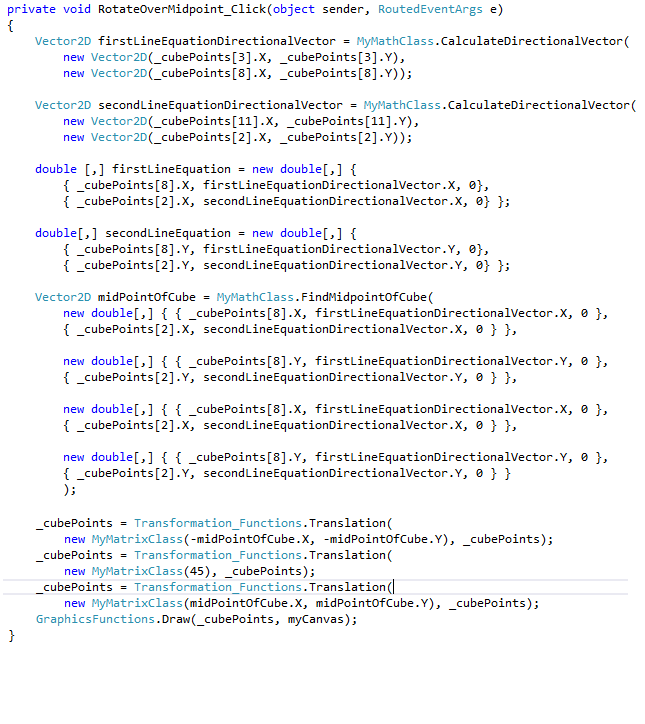 private void RotateOverMidpoint_Click(object sender, RoutedEventArgs e)
{
    Vector2D firstLineEquationDirectionalVector = MyMathClass.CalculateDirectionalVector(
        new Vector2D(_cubePoints[3].X, _cubePoints[3].Y),
        new Vector2D(_cubePoints[8].X, _cubePoints[8].Y));

    Vector2D secondLineEquationDirectionalVector = MyMathClass.CalculateDirectionalVector(
        new Vector2D(_cubePoints[11].X, _cubePoints[11].Y),
        new Vector2D(_cubePoints[2].X, _cubePoints[2].Y));

    double [,] firstLineEquation = new double[,] {
        { _cubePoints[8].X, firstLineEquationDirectionalVector.X, 0},
        { _cubePoints[2].X, secondLineEquationDirectionalVector.X, 0} };

    double[,] secondLineEquation = new double[,] {
        { _cubePoints[8].Y, firstLineEquationDirectionalVector.Y, 0},
        { _cubePoints[2].Y, secondLineEquationDirectionalVector.Y, 0} };

    Vector2D midPointOfCube = MyMathClass.FindMidpointOfCube(
        new double[,] { { _cubePoints[8].X, firstLineEquationDirectionalVector.X, 0 },
        { _cubePoints[2].X, secondLineEquationDirectionalVector.X, 0 } },

        new double[,] { { _cubePoints[8].Y, firstLineEquationDirectionalVector.Y, 0 },
        { _cubePoints[2].Y, secondLineEquationDirectionalVector.Y, 0 } },

        new double[,] { { _cubePoints[8].X, firstLineEquationDirectionalVector.X, 0 },
        { _cubePoints[2].X, secondLineEquationDirectionalVector.X, 0 } },

        new double[,] { { _cubePoints[8].Y, firstLineEquationDirectionalVector.Y, 0 },
        { _cubePoints[2].Y, secondLineEquationDirectionalVector.Y, 0 } }
        );

    _cubePoints = Transformation_Functions.Translation(
        new MyMatrixClass(-midPointOfCube.X, -midPointOfCube.Y), _cubePoints);
    _cubePoints = Transformation_Functions.Translation(
        new MyMatrixClass(45), _cubePoints);
    _cubePoints = Transformation_Functions.Translation(
        new MyMatrixClass(midPointOfCube.X, midPointOfCube.Y), _cubePoints);
    GraphicsFunctions.Draw(_cubePoints, myCanvas);
}